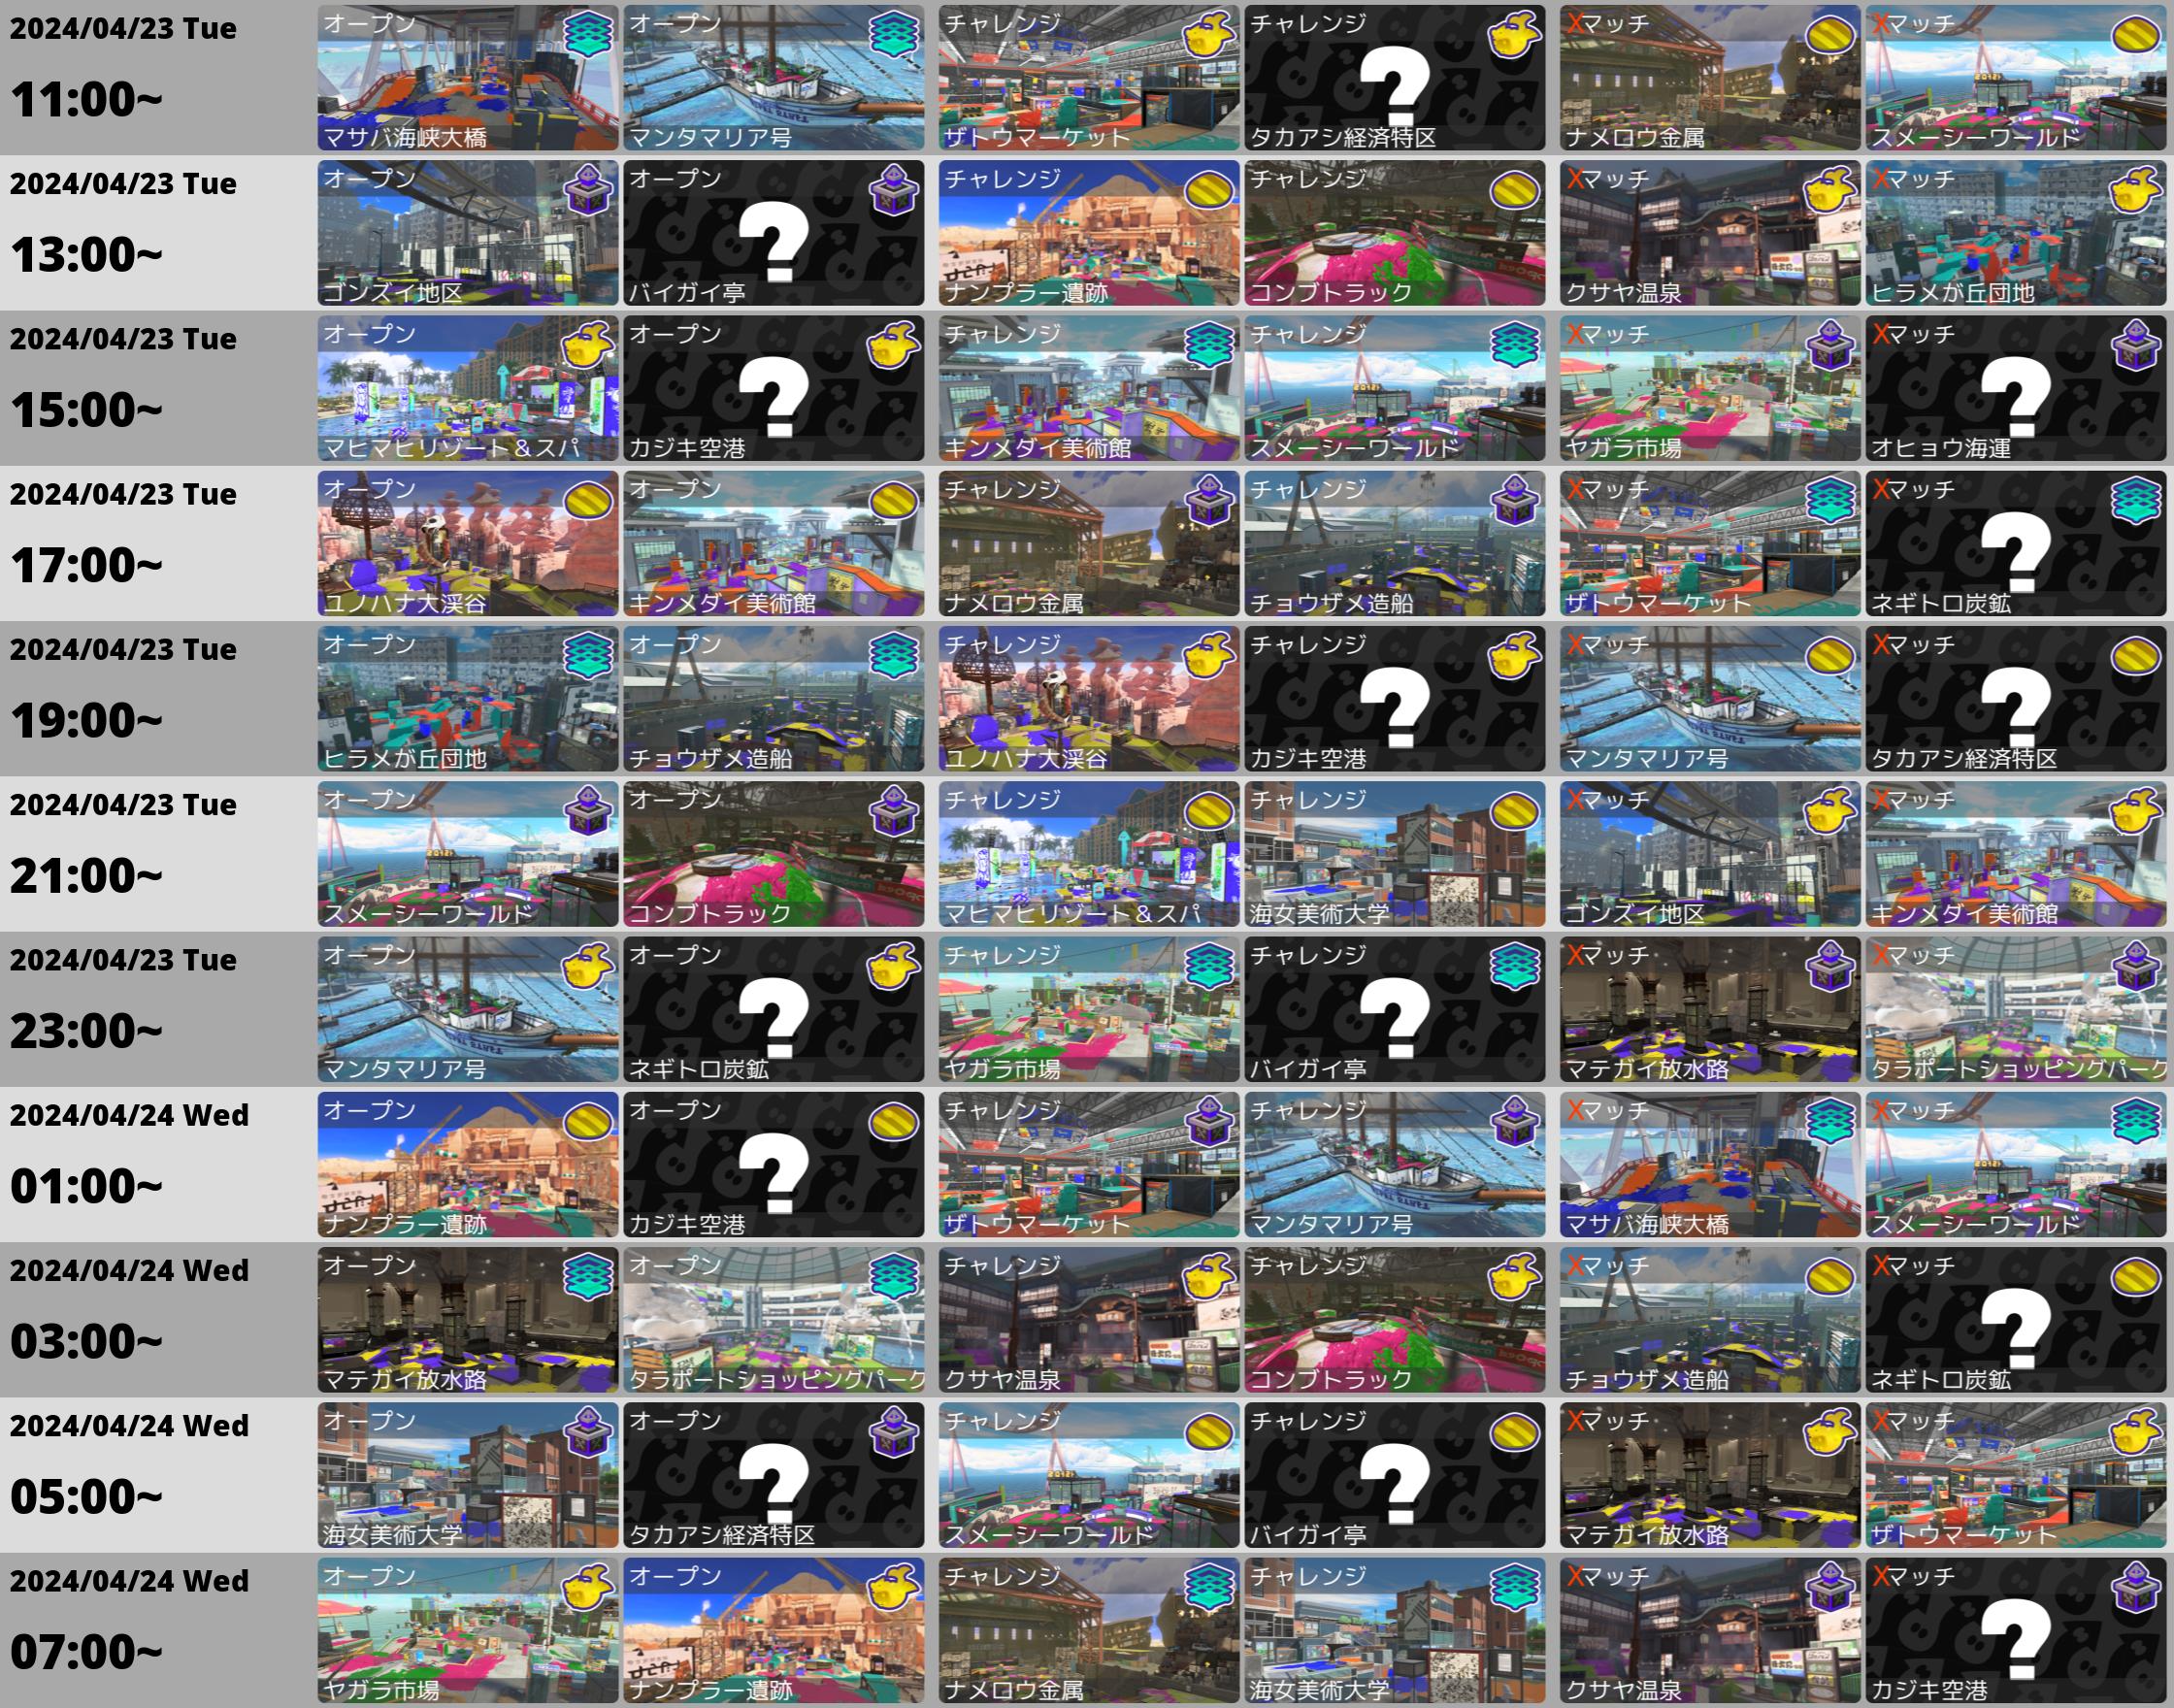 2024/04/23 Tue
11:00~
オープン
マサバ海峡大橋
オープン
マンタマリア号
チャレンジ
ザトウマーケット
チャレンジ
タカアシ経済特区
Xマッチ
ナメロウ金属
Xマッチ
スメーシーワールド
2024/04/23 Tue
13:00~
オープン
ゴンズイ地区
オープン
バイガイ亭
チャレンジ
ナンプラー遺跡
チャレンジ
コンブトラック
Xマッチ
クサヤ温泉
Xマッチ
ヒラメが丘団地
2024/04/23 Tue
15:00~
オープン
マヒマヒリゾート＆スパ
オープン
カジキ空港
チャレンジ
キンメダイ美術館
チャレンジ
スメーシーワールド
Xマッチ
ヤガラ市場
Xマッチ
オヒョウ海運
2024/04/23 Tue
17:00~
オープン
ユノハナ大渓谷
オープン
キンメダイ美術館
チャレンジ
ナメロウ金属
チャレンジ
チョウザメ造船
Xマッチ
ザトウマーケット
Xマッチ
ネギトロ炭鉱
2024/04/23 Tue
19:00~
オープン
ヒラメが丘団地
オープン
チョウザメ造船
チャレンジ
ユノハナ大渓谷
チャレンジ
カジキ空港
Xマッチ
マンタマリア号
Xマッチ
タカアシ経済特区
2024/04/23 Tue
21:00~
オープン
スメーシーワールド
オープン
コンブトラック
チャレンジ
マヒマヒリゾート＆スパ
チャレンジ
海女美術大学
Xマッチ
ゴンズイ地区
Xマッチ
キンメダイ美術館
2024/04/23 Tue
23:00~
オープン
マンタマリア号
オープン
ネギトロ炭鉱
チャレンジ
ヤガラ市場
チャレンジ
バイガイ亭
Xマッチ
マテガイ放水路
Xマッチ
タラポートショッピングパーク
2024/04/24 Wed
01:00~
オープン
ナンプラー遺跡
オープン
カジキ空港
チャレンジ
ザトウマーケット
チャレンジ
マンタマリア号
Xマッチ
マサバ海峡大橋
Xマッチ
スメーシーワールド
2024/04/24 Wed
03:00~
オープン
マテガイ放水路
オープン
タラポートショッピングパーク
チャレンジ
クサヤ温泉
チャレンジ
コンブトラック
Xマッチ
チョウザメ造船
Xマッチ
ネギトロ炭鉱
2024/04/24 Wed
05:00~
オープン
海女美術大学
オープン
タカアシ経済特区
チャレンジ
スメーシーワールド
チャレンジ
バイガイ亭
Xマッチ
マテガイ放水路
Xマッチ
ザトウマーケット
2024/04/24 Wed
07:00~
オープン
ヤガラ市場
オープン
ナンプラー遺跡
チャレンジ
ナメロウ金属
チャレンジ
海女美術大学
Xマッチ
クサヤ温泉
Xマッチ
カジキ空港